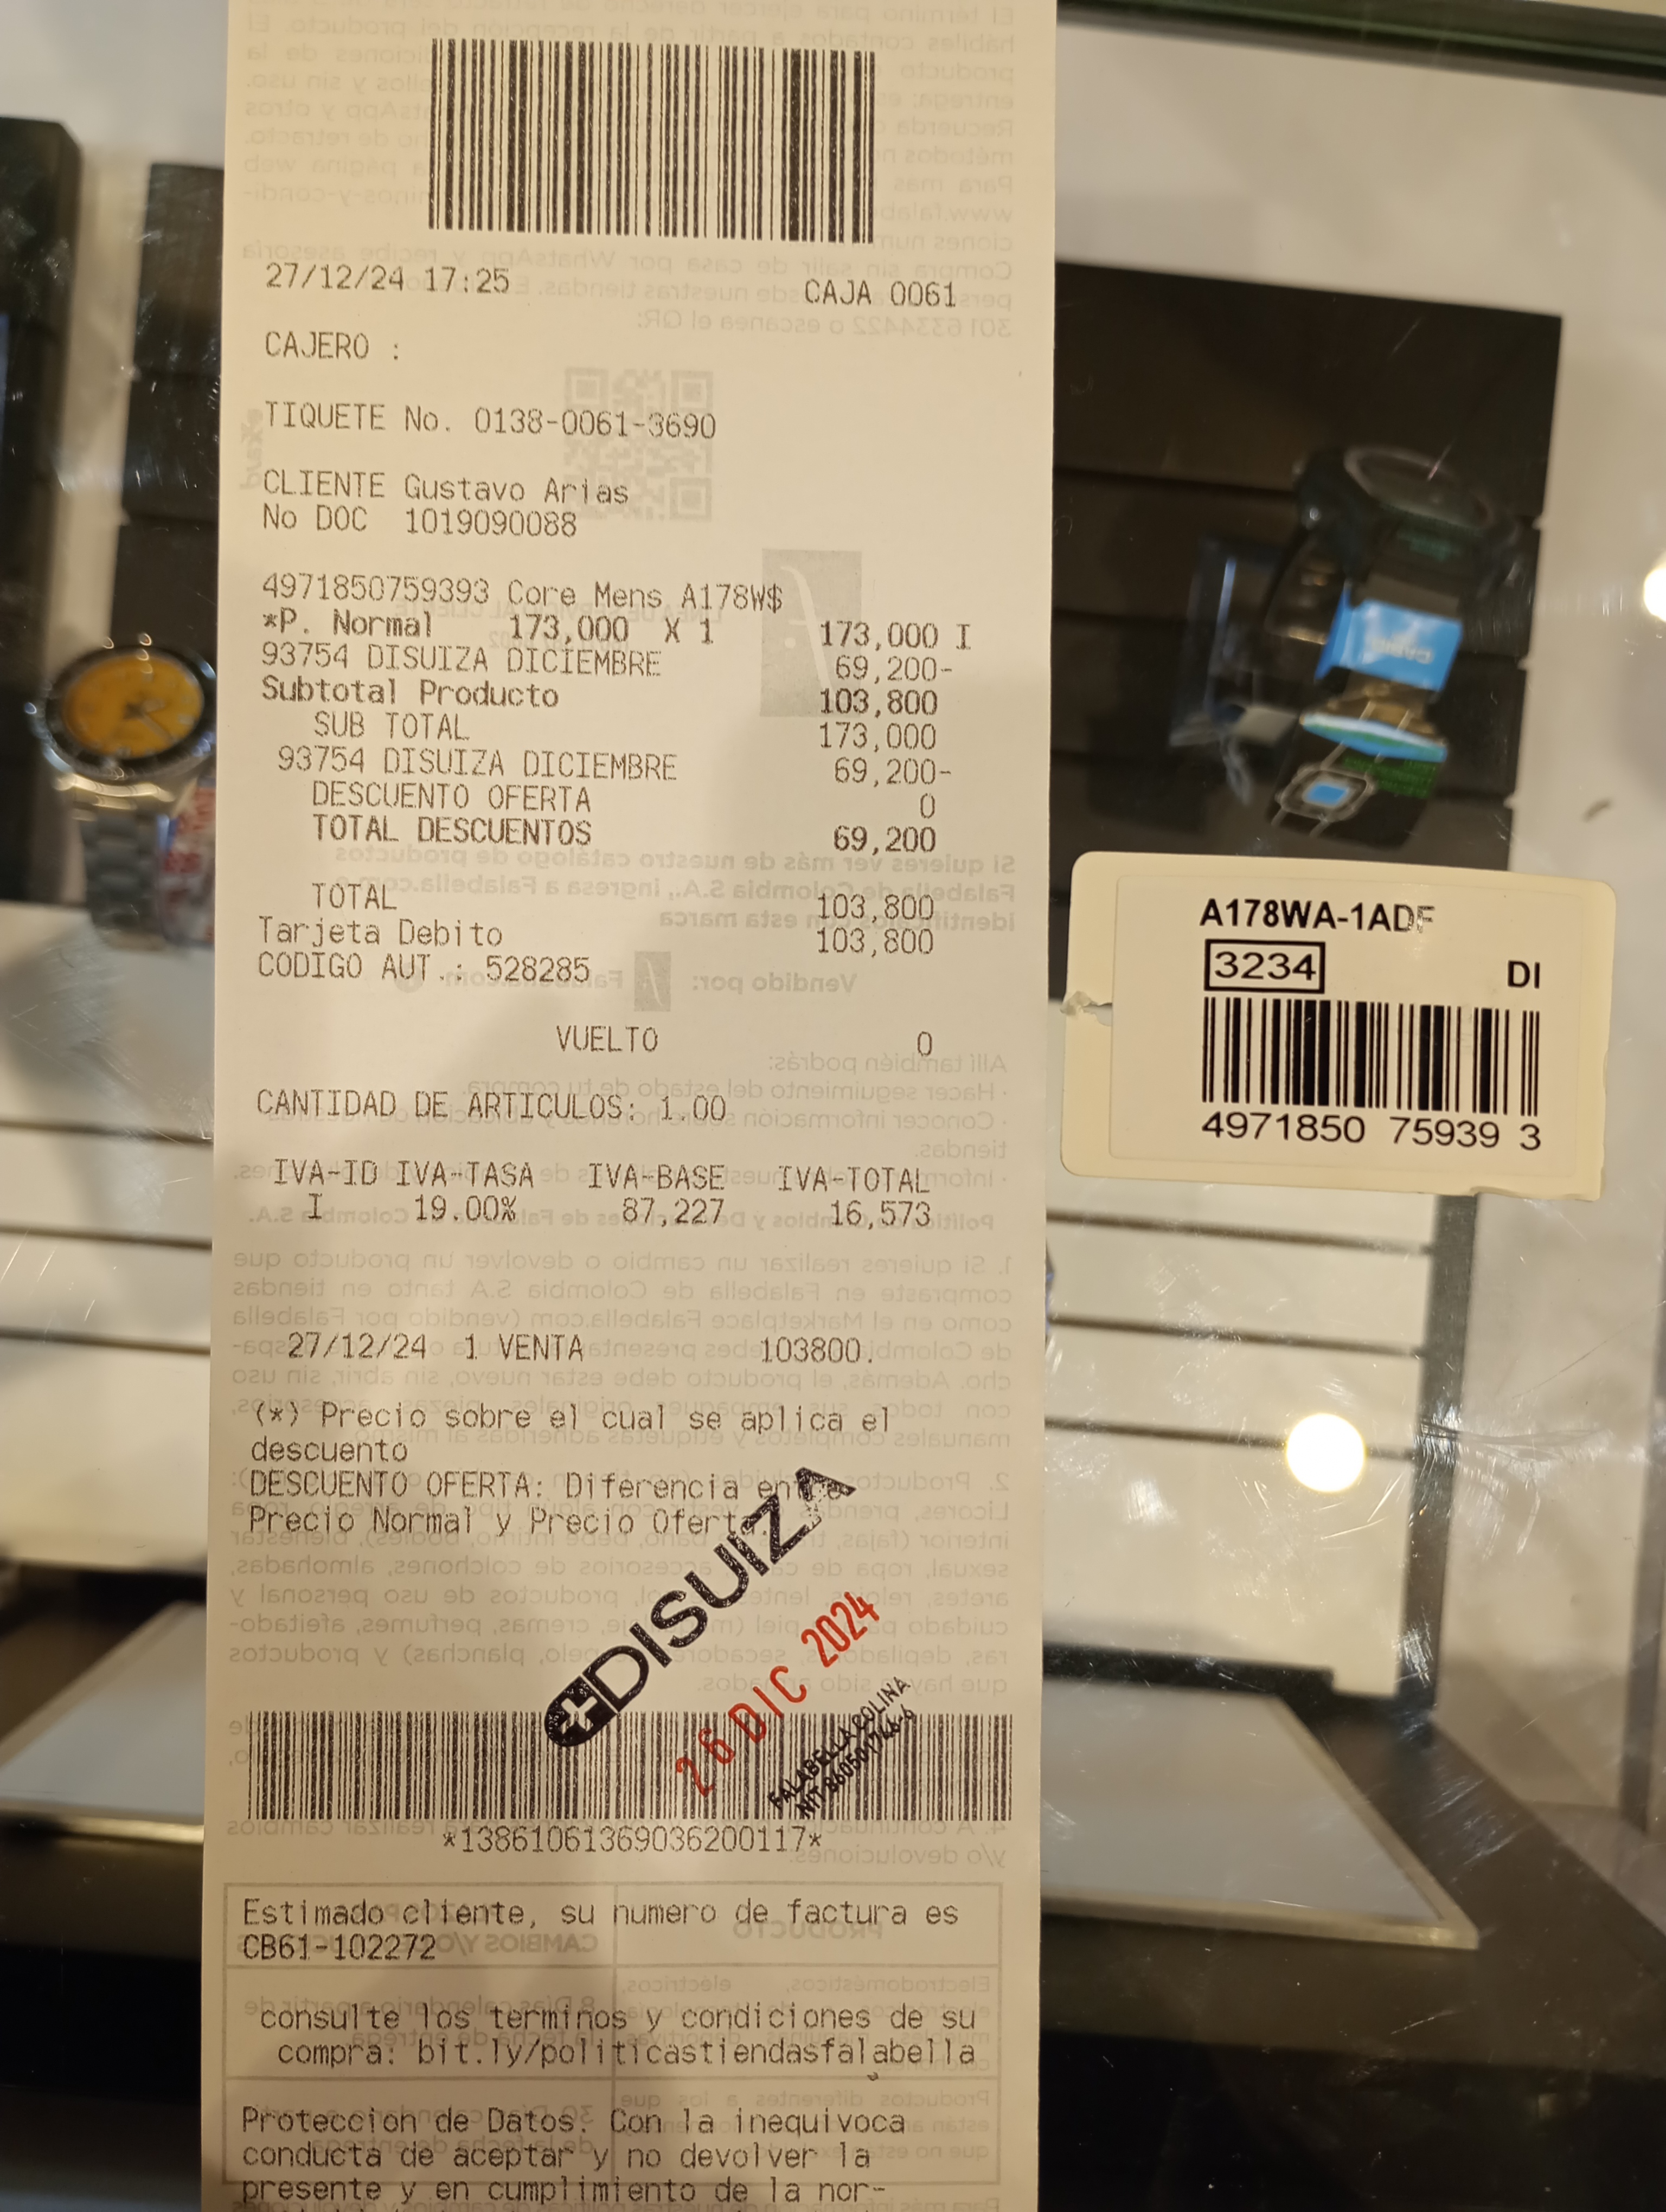 27/12/24 17:25 CAJA 0061
CAJERO :
TIQUETE No. 0138-0061-3690
CLIENTE Gustavo Arias
No DOC 1019090088
4971850759393 Core Mens A178W$
*P. Normal 173,000 X 1 173,000 I
93754 DISUIZA DICIEMBRE 69,200-
Subtotal Producto 103,800
SUB TOTAL 173,000
93754 DISUIZA DICIEMBRE 69,200-
DESCUENTO OFERTA 0
TOTAL DESCUENTOS 69,200
TOTAL 103,800
Tarjeta Debito 103,800
CODIGO AUT.: 528285
VUELTO 0
CANTIDAD DE ARTICULOS: 1.00
IVA-ID IVA-TASA IVA-BASE IVA-TOTAL
I 19.00% 87,227 16,573
27/12/24 1 VENTA 103800.
(*) Precio sobre el cual se aplica el
descuento
DESCUENTO OFERTA: Diferencia entre
Precio Normal y Precio Oferta.
DISUIZA
26 DIC 2024
FALABELLA COLINA
NIT 860501766-6
*13861061369036200117*
Estimado cliente, su numero de factura es
CB61-102272
consulte los terminos y condiciones de su
compra: bit.ly/politicastiendasfalabella
Proteccion de Datos. Con la inequivoca
conducta de aceptar y no devolver la
presente y en cumplimiento de la nor-
A178WA-1ADF
3234 DI
4971850 75939 3